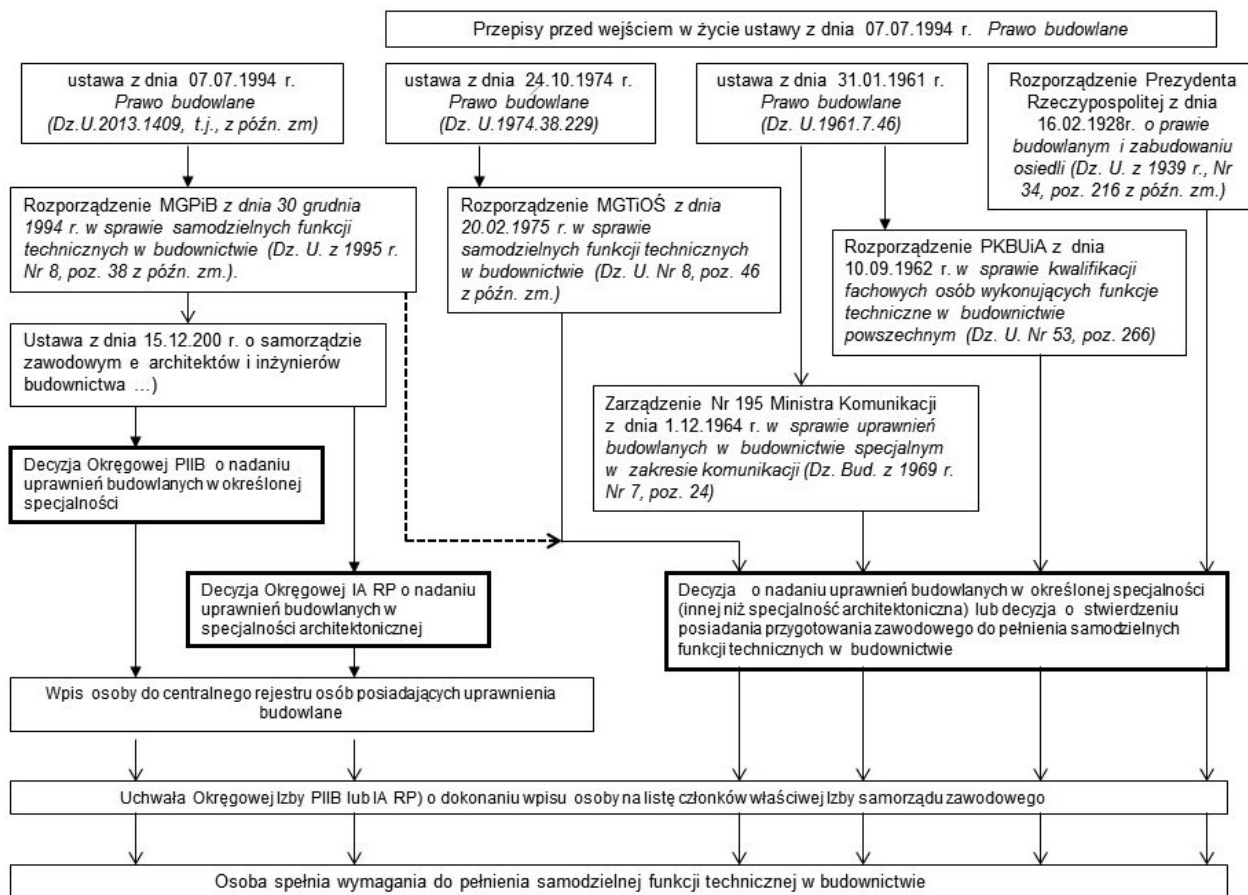 Przepisy przed wejściem w życie ustawy z dnia 07.07.1994 r. Prawo budowlane
ustawa z dnia 07.07.1994 r.
Prawo budowlane
(Dz.U.2013.1409, t.j., z późn. zm)
ustawa z dnia 24.10.1974 r.
Prawo budowlane
(Dz. U.1974.38.229)
ustawa z dnia 31.01.1961 r.
Prawo budowlane
(Dz. U.1961.7.46)
Rozporządzenie Prezydenta
Rzeczypospolitej z dnia
16.02.1928r. o prawie
budowlanym i zabudowaniu
osiedli (Dz. U. z 1939 r., Nr
34, poz. 216 z późn. zm.)
Rozporządzenie MGPiB z dnia 30 grudnia
1994 r. w sprawie samodzielnych funkcji
technicznych w budownictwie (Dz. U. z 1995 r.
Nr 8, poz. 38 z późn. zm.).
Rozporządzenie MGTiOŚ z dnia
20.02.1975 r. w sprawie
samodzielnych funkcji technicznych
w budownictwie (Dz. U. Nr 8, poz. 46
z późn. zm.)
Rozporządzenie PKBUiA z dnia
10.09.1962 r. w sprawie kwalifikacji
fachowych osób wykonujących funkcje
techniczne w budownictwie
powszechnym (Dz. U. Nr 53, poz. 266)
Ustawa z dnia 15.12.200 r. o samorządzie
zawodowym e architektów i inżynierów
budownictwa ...)
Zarządzenie Nr 195 Ministra Komunikacji
z dnia 1.12.1964 r. w sprawie uprawnień
budowlanych w budownictwie specjalnym
w zakresie komunikacji (Dz. Bud. z 1969 r.
Nr 7, poz. 24)
Decyzja Okręgowej PIIB o nadaniu
uprawnień budowlanych w określonej
specjalności
Decyzja Okręgowej IA RP o nadaniu
uprawnień budowlanych w
specjalności architektonicznej
Decyzja o nadaniu uprawnień budowlanych w określonej specjalności
(innej niż specjalność architektoniczna) lub decyzja o stwierdzeniu
posiadania przygotowania zawodowego do pełnienia samodzielnych
funkcji technicznych w budownictwie
Wpis osoby do centralnego rejestru osób posiadających uprawnienia
budowlane
Uchwała Okręgowej Izby PIIB lub IA RP) o dokonaniu wpisu osoby na listę członków właściwej Izby samorządu zawodowego
Osoba spełnia wymagania do pełnienia samodzielnej funkcji technicznej w budownictwie